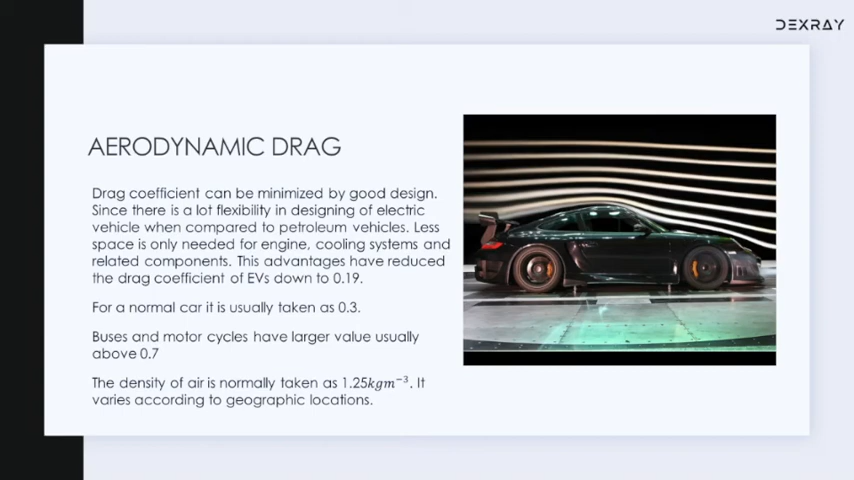 DEXRAY
AERODYNAMIC DRAG
Drag coefficient can be minimized by good design.
Since there is a lot flexibility in designing of electric
vehicle when compared to petroleum vehicles. Less
space is only needed for engine, cooling systems and
related components. This advantages have reduced
the drag coefficient of EVs down to 0.19.
For a normal car it is usually taken as 0.3.
Buses and motor cycles have larger value usually
above 0.7
The density of air is normally taken as 1.25kgm⁻³. It
varies according to geographic locations.